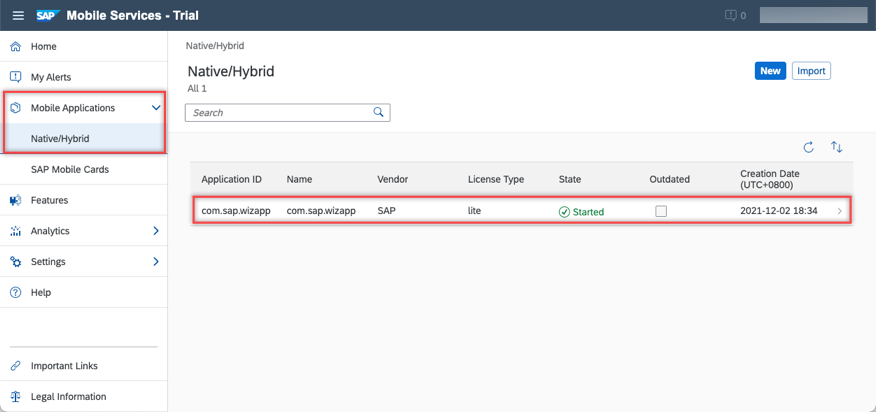 SAP Mobile Services - Trial
0
Home
My Alerts
Mobile Applications
Native/Hybrid
SAP Mobile Cards
Features
Analytics
Settings
Help
Important Links
Legal Information
Native/Hybrid
Native/Hybrid
New
Import
All 1
Search
Application ID
Name
Vendor
License Type
State
Outdated
Creation Date
(UTC+0800)
com.sap.wizapp
com.sap.wizapp
SAP
lite
Started
2021-12-02 18:34